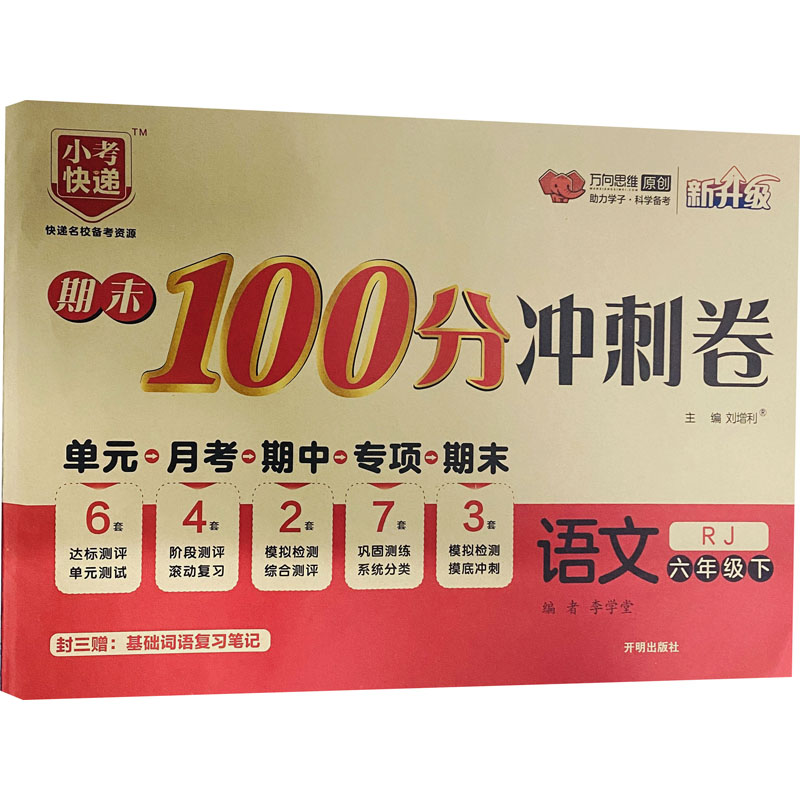 小考
快递
TM
快递名校备考资源
万向思维 原创
WANXIANGSIWEI.COM
助力学子·科学备考
新升级
期末100分冲刺卷
主 编 刘增利®
单元→月考→期中→专项→期末
6套 4套 2套 7套 3套
达标测评 阶段测评 模拟检测 巩固测练 模拟检测
单元测试 滚动复习 综合测评 系统分类 摸底冲刺
语文
RJ
六年级下
编 者 李学堂
封三赠：基础词语复习笔记
开明出版社